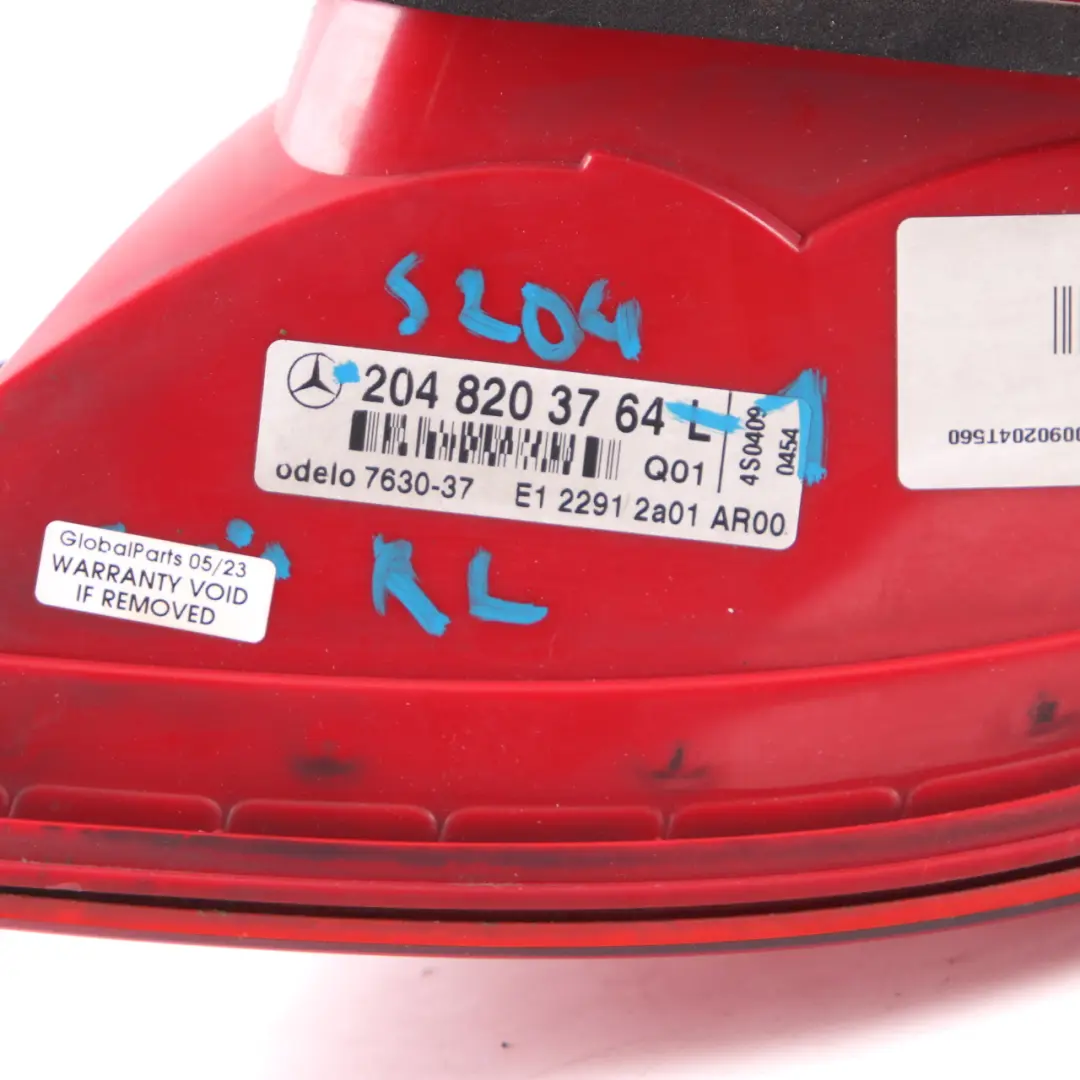 S204
204 820 37 64 L
Q01
4S0409
0454
odelo 7630-37 E1 2291 2a01 AR00
GlobalParts 05/23
WARRANTY VOID
IF REMOVED
RL
0090204T560